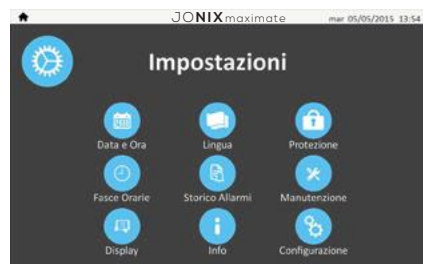 JONIXmaximate mar 05/05/2015 13:54
Impostazioni
Data e Ora Lingua Protezione
Fasce Orarie Storico Allarmi Manutenzione
Display Info Configurazione